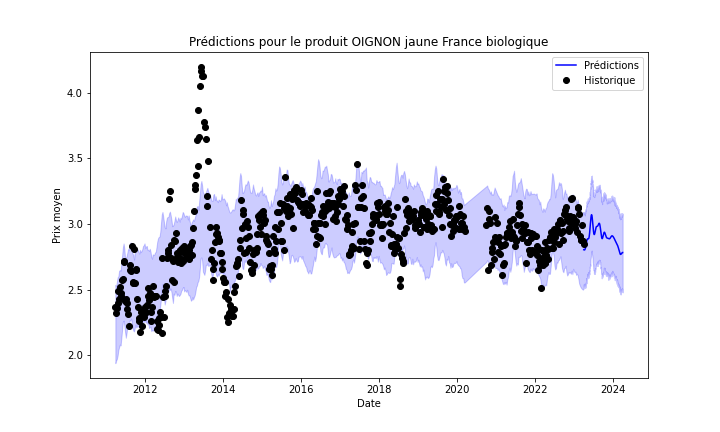 Prédictions pour le produit OIGNON jaune France biologique
Prédictions
Historique
4.0
3.5
3.0
2.5
2.0
Prix moyen
2012 2014 2016 2018 2020 2022 2024
Date